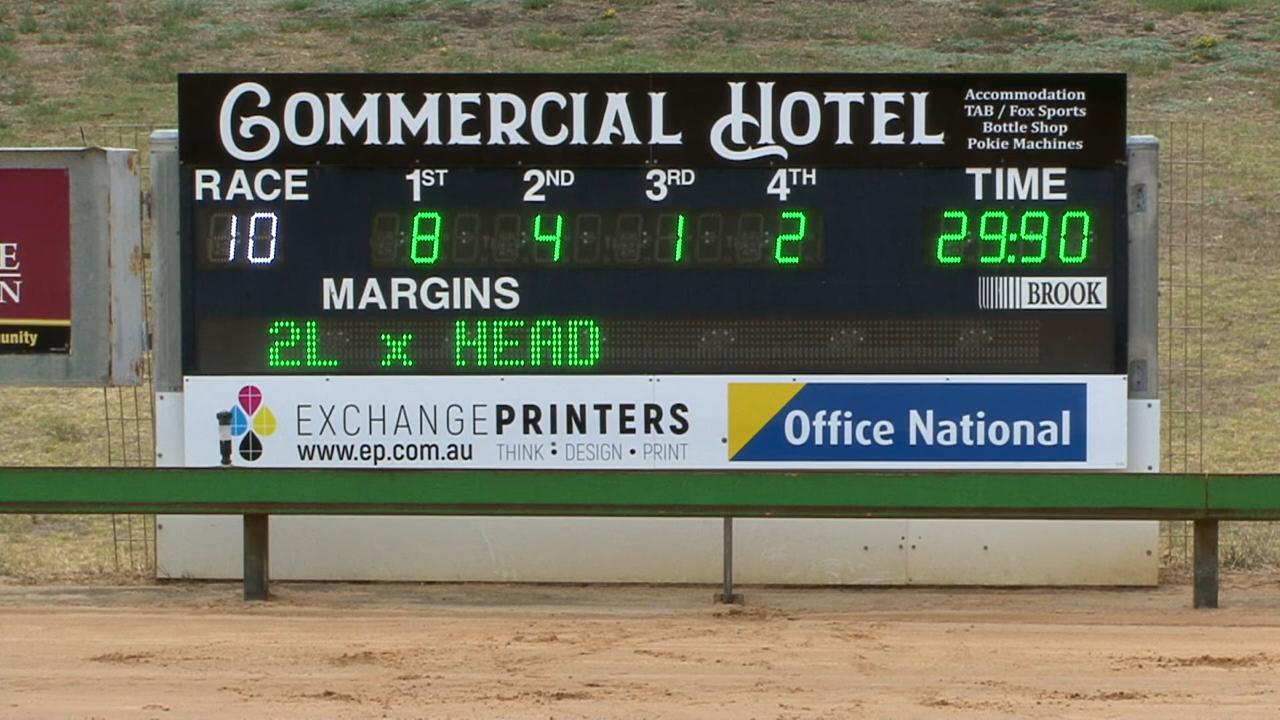 COMMERCIAL HOTEL
Accommodation
TAB / Fox Sports
Bottle Shop
Pokie Machines
RACE 1ST 2ND 3RD 4TH TIME
10 8 4 1 2 29:90
MARGINS
BROOK
2L x HEAD
EXCHANGEPRINTERS
www.ep.com.au THINK : DESIGN • PRINT
Office National
E
N
unity